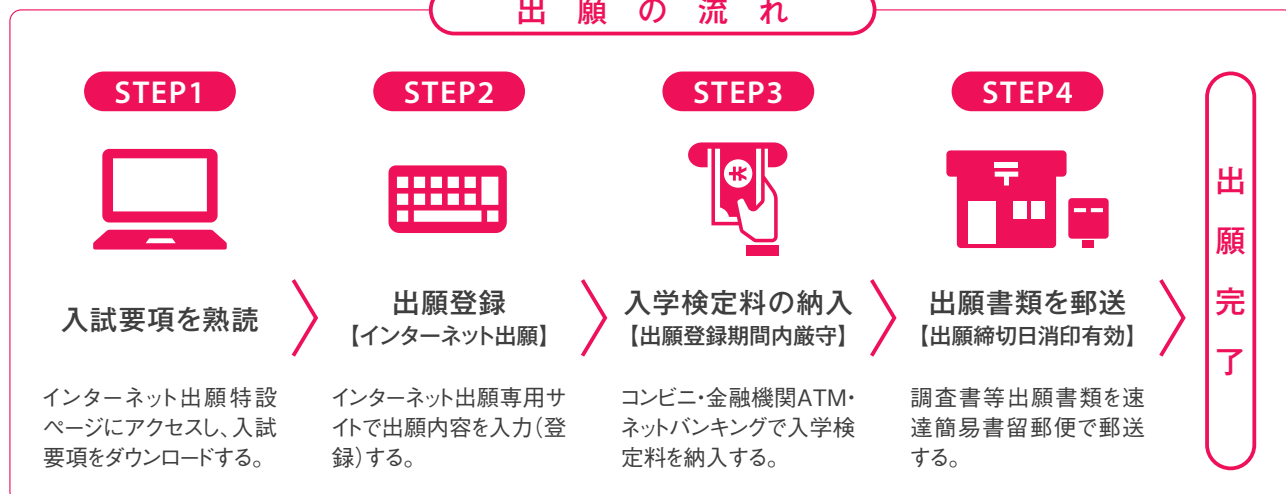 出願の流れ
STEP1
入試要項を熟読
インターネット出願特設
ページにアクセスし、入試
要項をダウンロードする。
STEP2
出願登録
【インターネット出願】
インターネット出願専用サ
イトで出願内容を入力(登
録)する。
STEP3
入学検定料の納入
【出願登録期間内厳守】
コンビニ・金融機関ATM・
ネットバンキングで入学検
定料を納入する。
STEP4
出願書類を郵送
【出願締切日消印有効】
調査書等出願書類を速
達簡易書留郵便で郵送
する。
出願完了